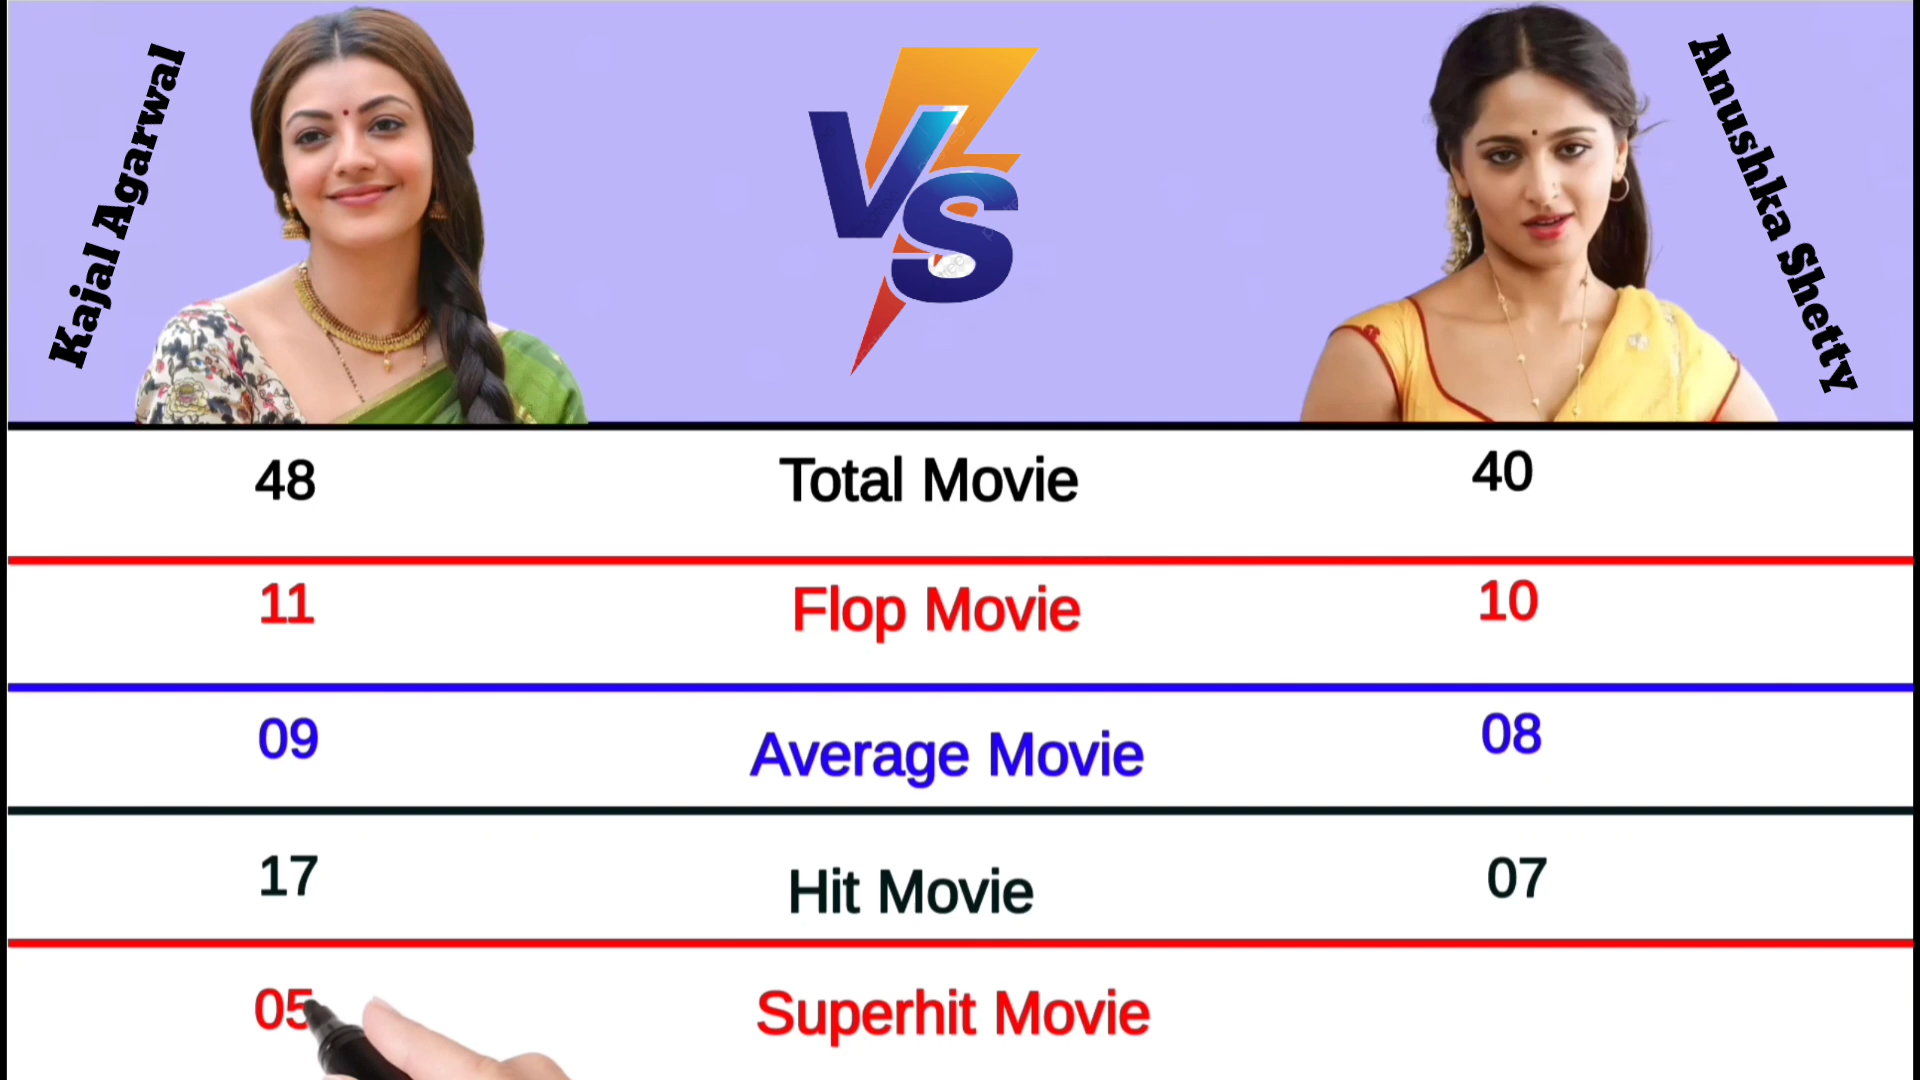 Kajal Agarwal
VS
Anushka Shetty
48 Total Movie 40
11 Flop Movie 10
09 Average Movie 08
17 Hit Movie 07
05 Superhit Movie